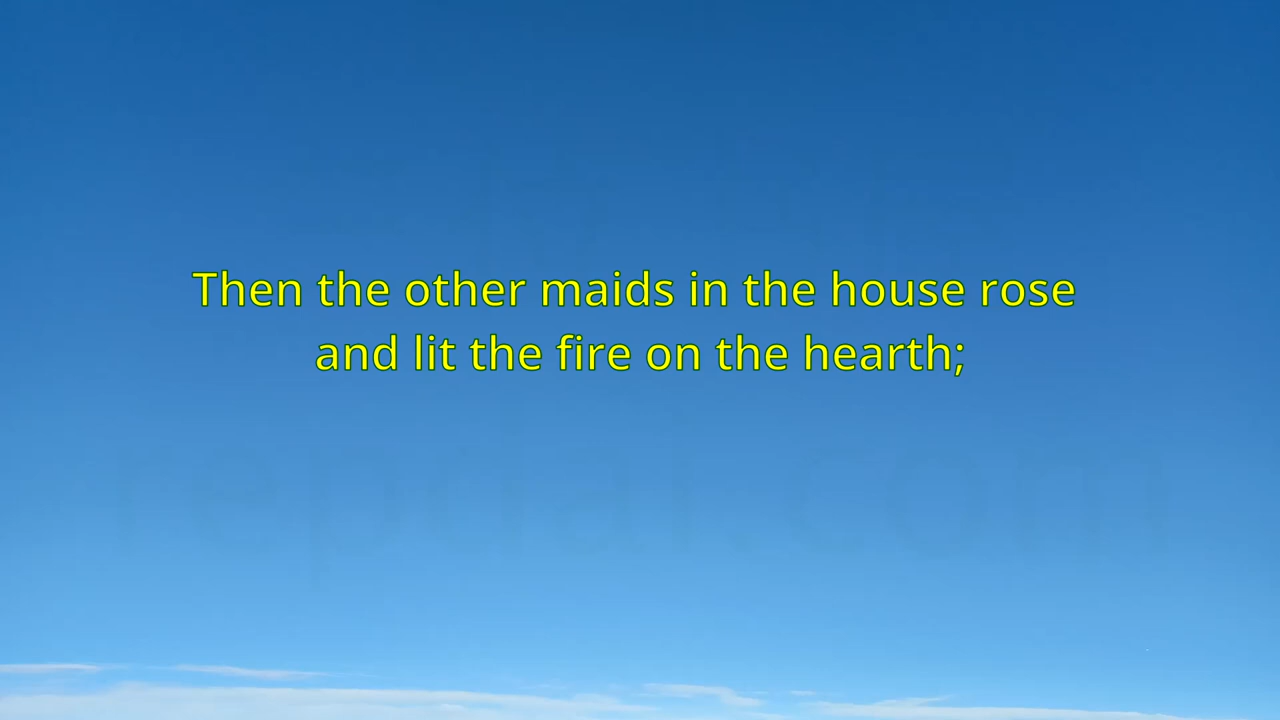 Then the other maids in the house rose
and lit the fire on the hearth;